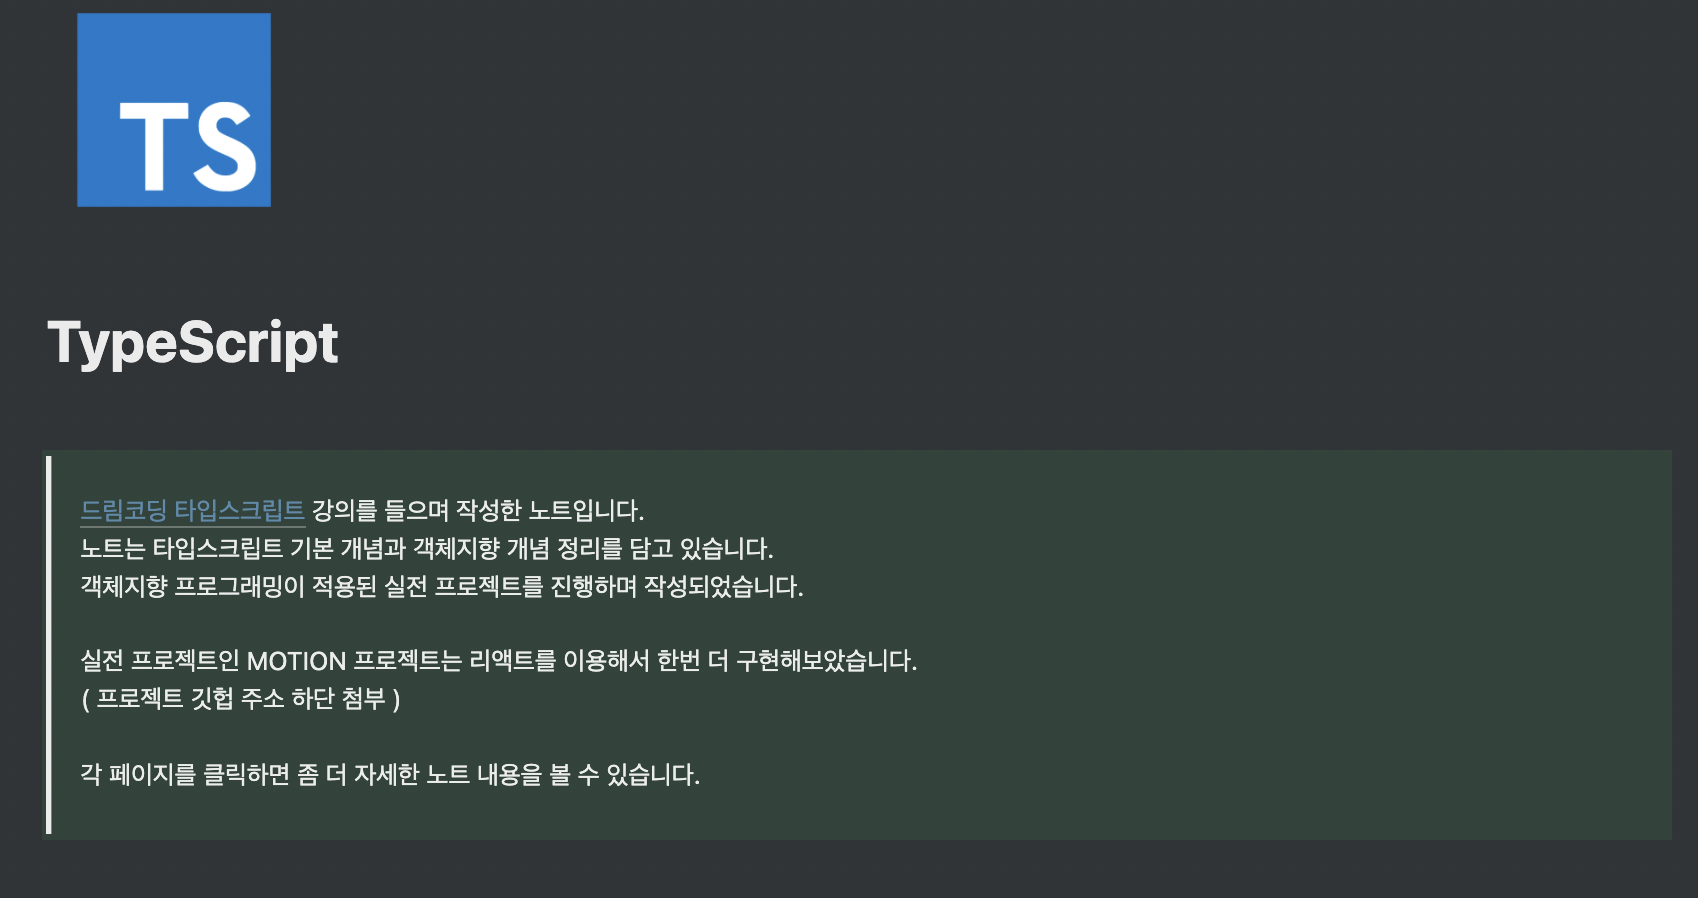 TS
TypeScript
드림코딩 타입스크립트 강의를 들으며 작성한 노트입니다.
노트는 타입스크립트 기본 개념과 객체지향 개념 정리를 담고 있습니다.
객체지향 프로그래밍이 적용된 실전 프로젝트를 진행하며 작성되었습니다.
실전 프로젝트인 MOTION 프로젝트는 리액트를 이용해서 한번 더 구현해보았습니다.
( 프로젝트 깃헙 주소 하단 첨부 )
각 페이지를 클릭하면 좀 더 자세한 노트 내용을 볼 수 있습니다.